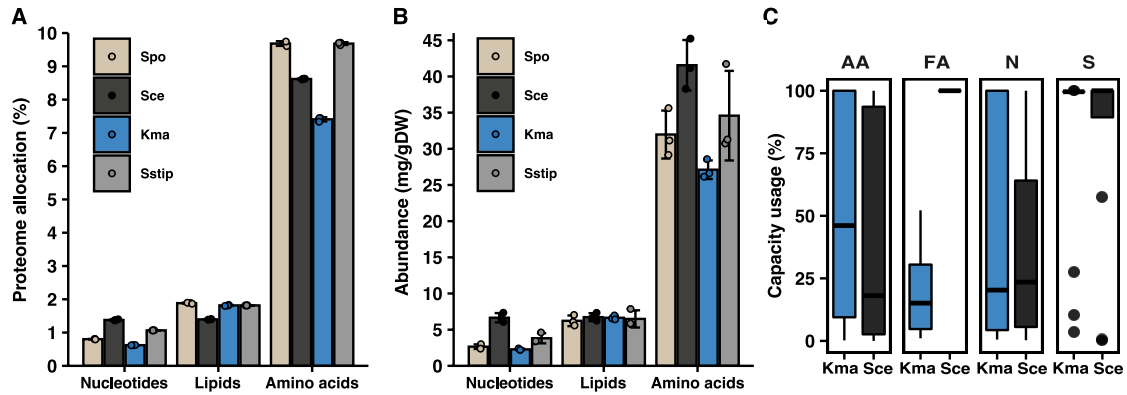 A
Proteome allocation (%)
10
9
8
7
6
5
4
3
2
1
0
Spo
Sce
Kma
Sstip
Nucleotides Lipids Amino acids
B
Abundance (mg/gDW)
45
40
35
30
25
20
15
10
5
0
Spo
Sce
Kma
Sstip
Nucleotides Lipids Amino acids
C
Capacity usage (%)
AA FA N S
100
75
50
25
0
Kma Sce Kma Sce Kma Sce Kma Sce